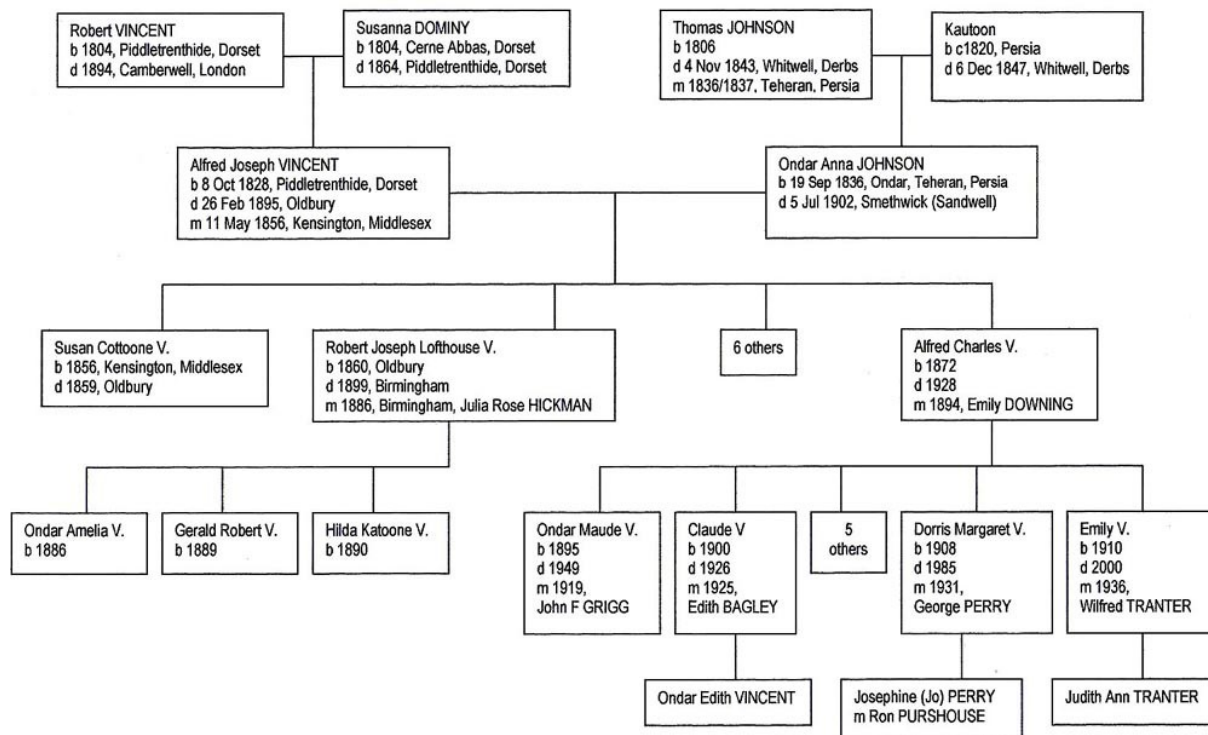 Robert VINCENT
b 1804, Piddletrenthide, Dorset
d 1894, Camberwell, London
Susanna DOMINY
b 1804, Cerne Abbas, Dorset
d 1864, Piddletrenthide, Dorset
Thomas JOHNSON
b 1806
d 4 Nov 1843, Whitwell, Derbs
m 1836/1837, Teheran, Persia
Kautoon
b c1820, Persia
d 6 Dec 1847, Whitwell, Derbs
Alfred Joseph VINCENT
b 8 Oct 1828, Piddletrenthide, Dorset
d 26 Feb 1895, Oldbury
m 11 May 1856, Kensington, Middlesex
Ondar Anna JOHNSON
b 19 Sep 1836, Ondar, Teheran, Persia
d 5 Jul 1902, Smethwick (Sandwell)
Susan Cottoone V.
b 1856, Kensington, Middlesex
d 1859, Oldbury
Robert Joseph Lofthouse V.
b 1860, Oldbury
d 1899, Birmingham
m 1886, Birmingham, Julia Rose HICKMAN
6 others
Alfred Charles V.
b 1872
d 1928
m 1894, Emily DOWNING
Ondar Amelia V.
b 1886
Gerald Robert V.
b 1889
Hilda Katoone V.
b 1890
Ondar Maude V.
b 1895
d 1949
m 1919,
John F GRIGG
Claude V
b 1900
d 1926
m 1925,
Edith BAGLEY
5
others
Dorris Margaret V.
b 1908
d 1985
m 1931,
George PERRY
Emily V.
b 1910
d 2000
m 1936,
Wilfred TRANTER
Ondar Edith VINCENT
Josephine (Jo) PERRY
m Ron PURSHOUSE
Judith Ann TRANTER